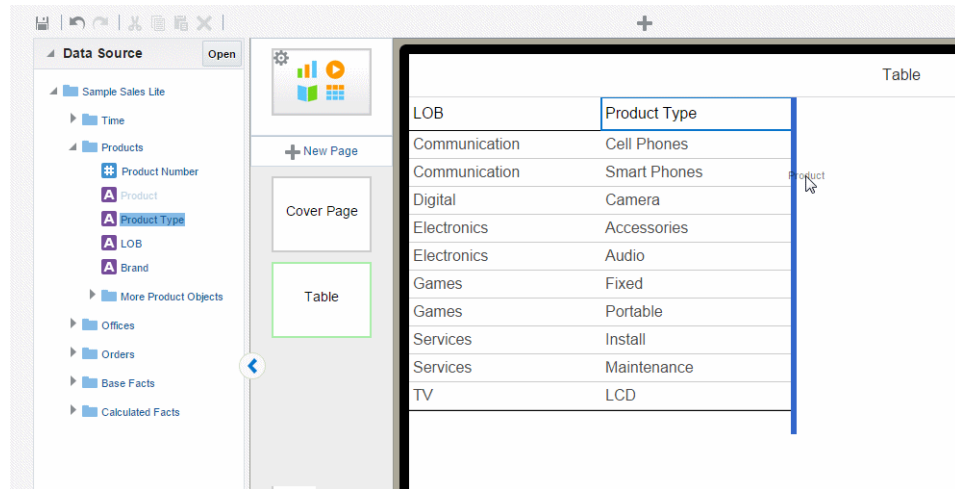 Data Source Open
Sample Sales Lite
Time
Products
# Product Number
A Product
A Product Type
A LOB
A Brand
More Product Objects
Offices
Orders
Base Facts
Calculated Facts
New Page
Cover Page
Table
Table
LOB Product Type
Communication Cell Phones
Communication Smart Phones
Digital Camera
Electronics Accessories
Electronics Audio
Games Fixed
Games Portable
Services Install
Services Maintenance
TV LCD
Product